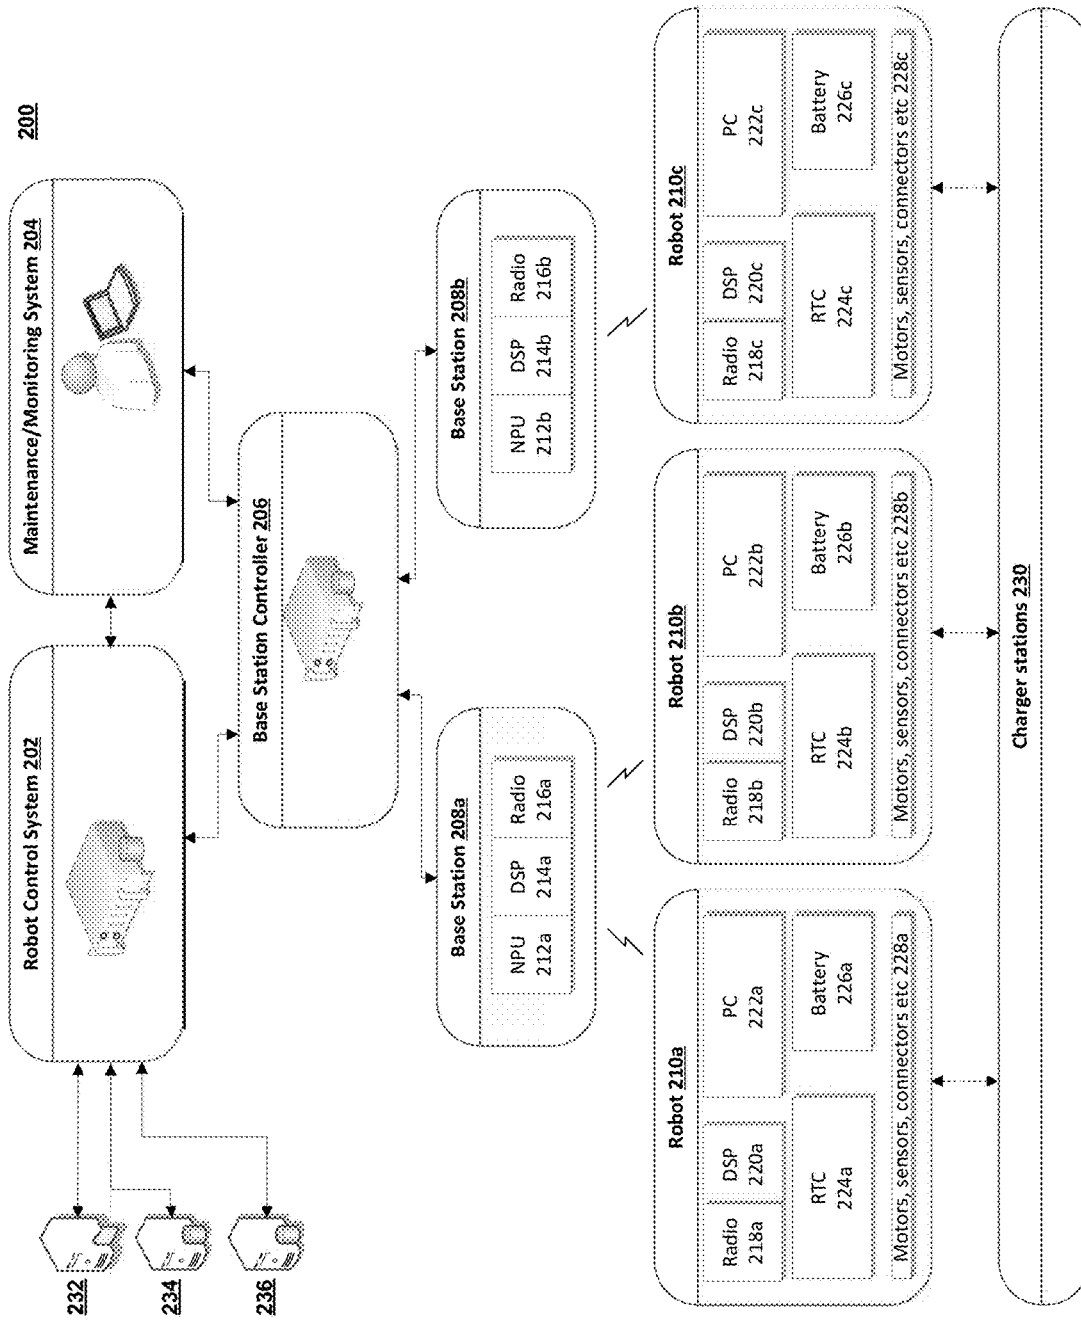 200
232
234
236
Robot Control System 202
Maintenance/Monitoring System 204
Base Station Controller 206
Base Station 208a
NPU
212a
DSP
214a
Radio
216a
Base Station 208b
NPU
212b
DSP
214b
Radio
216b
Robot 210a
Radio
218a
DSP
220a
PC
222a
RTC
224a
Battery
226a
Motors, sensors, connectors etc 228a
Robot 210b
Radio
218b
DSP
220b
PC
222b
RTC
224b
Battery
226b
Motors, sensors, connectors etc 228b
Robot 210c
Radio
218c
DSP
220c
PC
222c
RTC
224c
Battery
226c
Motors, sensors, connectors etc 228c
Charger stations 230